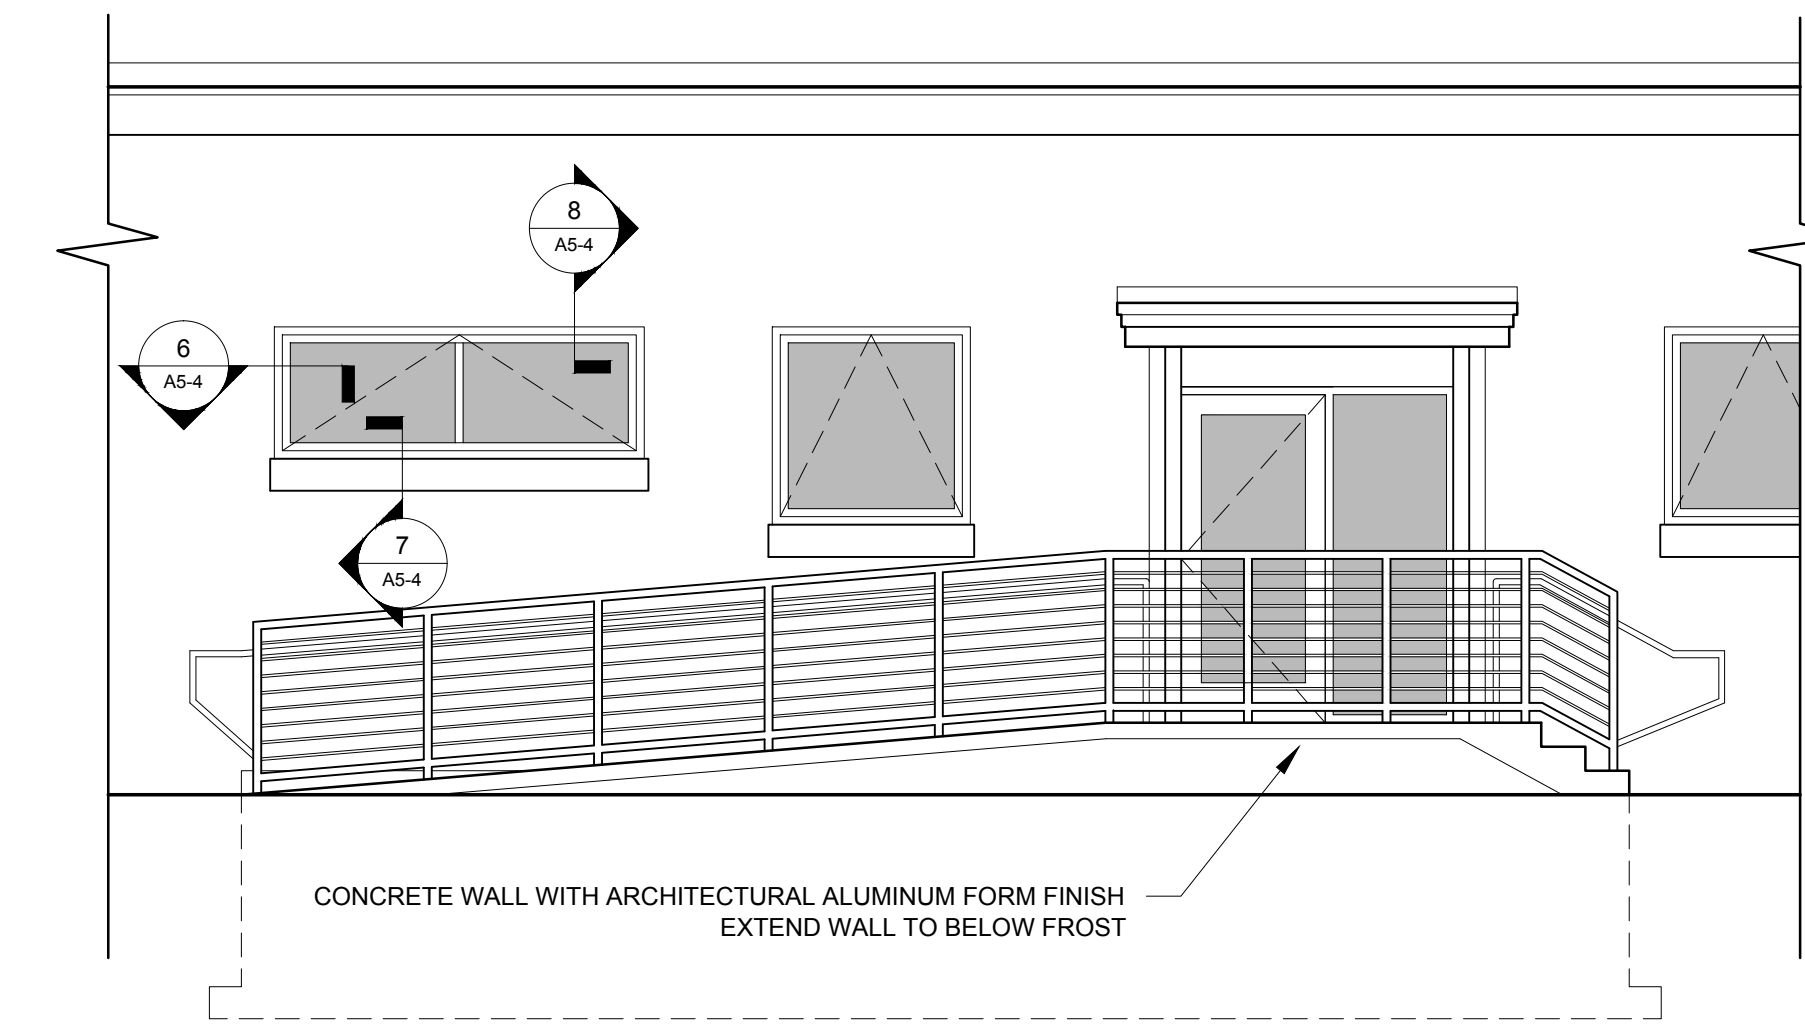 8
A5-4
6
A5-4
7
A5-4
CONCRETE WALL WITH ARCHITECTURAL ALUMINUM FORM FINISH
EXTEND WALL TO BELOW FROST